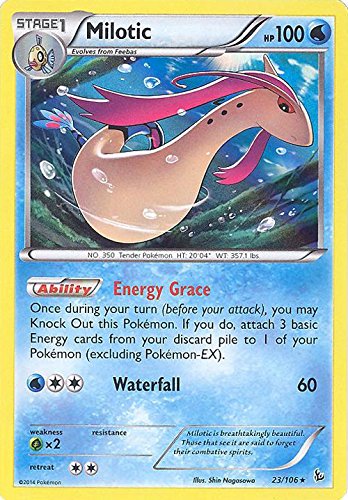 STAGE1 Milotic HP100
Evolves from Feebas
NO. 350 Tender Pokémon HT: 20'04" WT: 357.1 lbs.
Ability Energy Grace
Once during your turn (before your attack), you may
Knock Out this Pokémon. If you do, attach 3 basic
Energy cards from your discard pile to 1 of your
Pokémon (excluding Pokémon-EX).
Waterfall 60
weakness resistance
×2
retreat
Milotic is breathtakingly beautiful.
Those that see it are said to forget
their combative spirits.
©2014 Pokémon Illus. Shin Nagasawa 23/106★